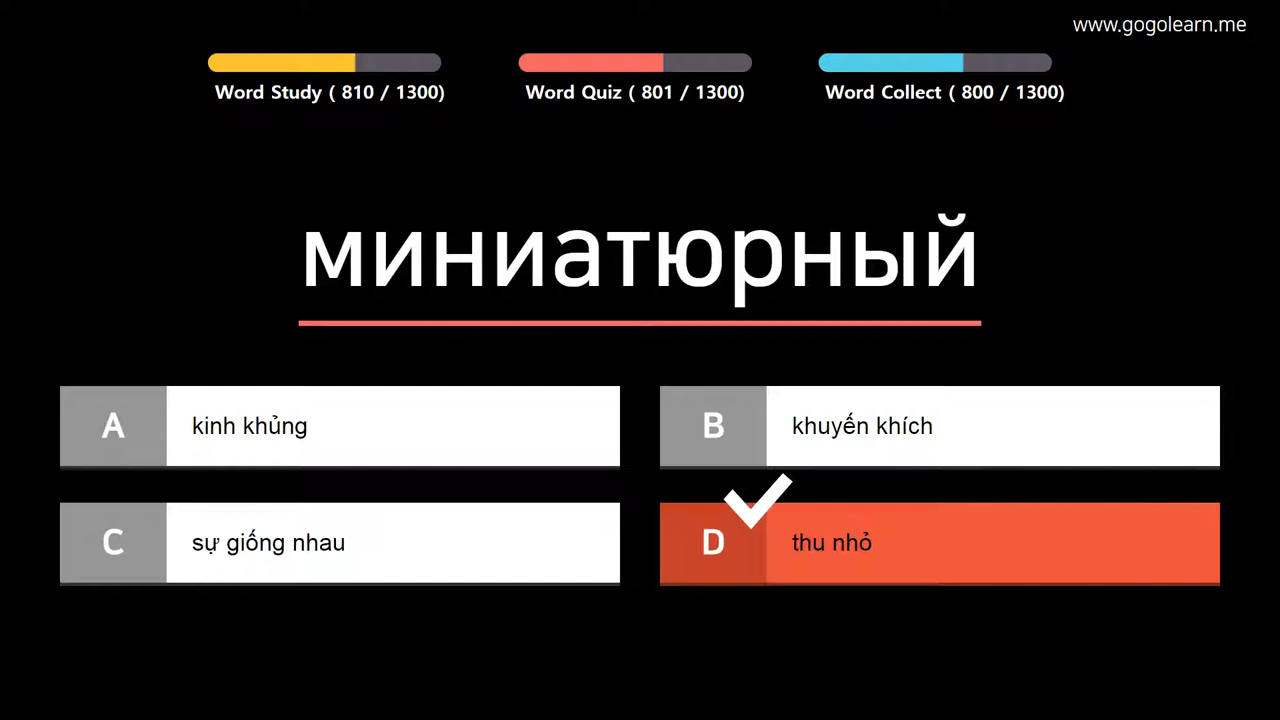 www.gogolearn.me
Word Study ( 810 / 1300)
Word Quiz ( 801 / 1300)
Word Collect ( 800 / 1300)
миниатюрный
A kinh khủng
B khuyến khích
C sự giống nhau
D thu nhỏ